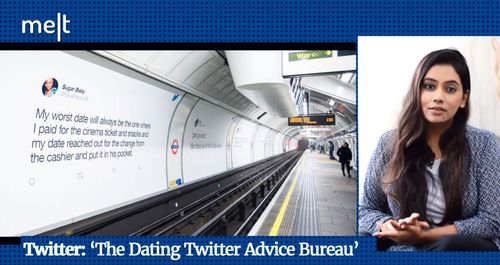 melt
Sugar Baby
My worst date will always be the one where
I paid for the cinema ticket and snacks and
my date reached out for the change from
the cashier and put it in his pocket.
Way
Twitter: ‘The Dating Twitter Advice Bureau’